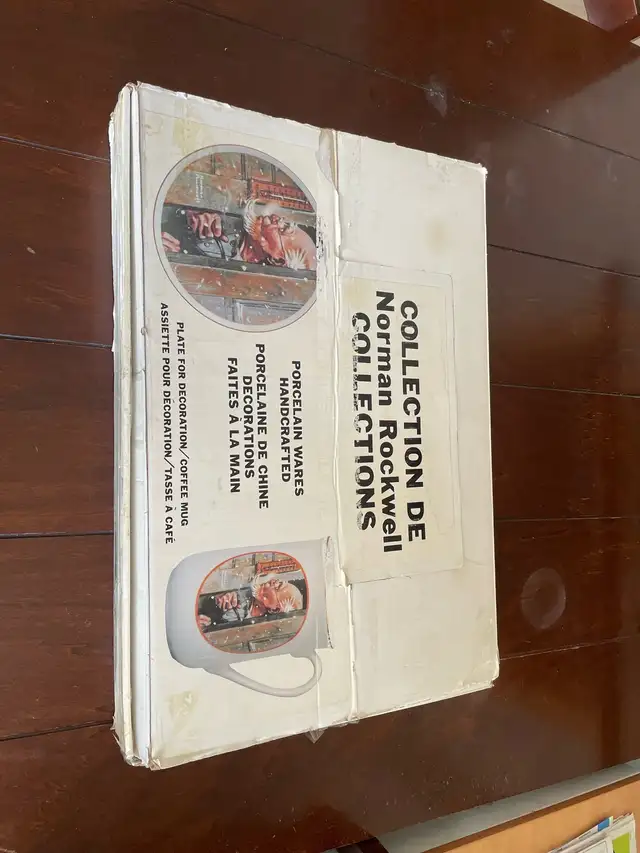 COLLECTION DE
Norman Rockwell
COLLECTIONS
PORCELAIN WARES
HANDCRAFTED
PORCELAINE DE CHINE
DECORATIONS
FAITES À LA MAIN
PLATE FOR DECORATION/COFFEE MUG
ASSIETTE POUR DÉCORATION/TASSE À CAFÉ